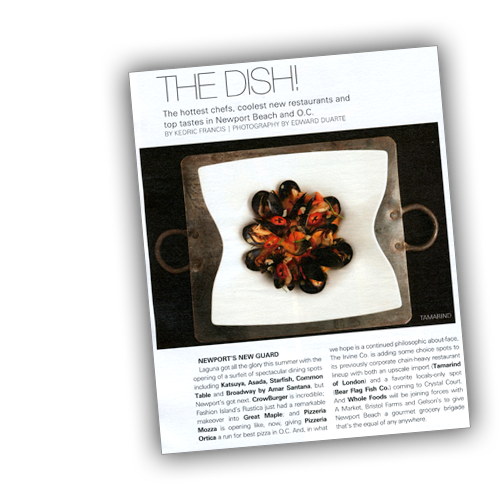 THE DISH!
The hottest chefs, coolest new restaurants and
top tastes in Newport Beach and O.C.
BY KEDRIC FRANCIS | PHOTOGRAPHY BY EDWARD DUARTE
TAMARIND
NEWPORT'S NEW GUARD
Laguna got all the glory this summer with the
opening of a surfeit of spectacular dining spots
including Katsuya, Asada, Starfish, Common
Table and Broadway by Amar Santana, but
Newport's got next. CrowBurger is incredible;
Fashion Island's Rustica just had a remarkable
makeover into Great Maple; and Pizzeria
Mozza is opening like, now, giving Pizzeria
Ortica a run for best pizza in O.C. And, in what
we hope is a continued philosophic about-face,
The Irvine Co. is adding some choice spots to
its previously corporate chain-heavy restaurant
lineup with both an upscale import (Tamarind
of London) and a favorite locals-only spot
(Bear Flag Fish Co.) coming to Crystal Court.
And Whole Foods will be joining forces with
A Market, Bristol Farms and Gelson's to give
Newport Beach a gourmet grocery brigade
that's the equal of any anywhere.